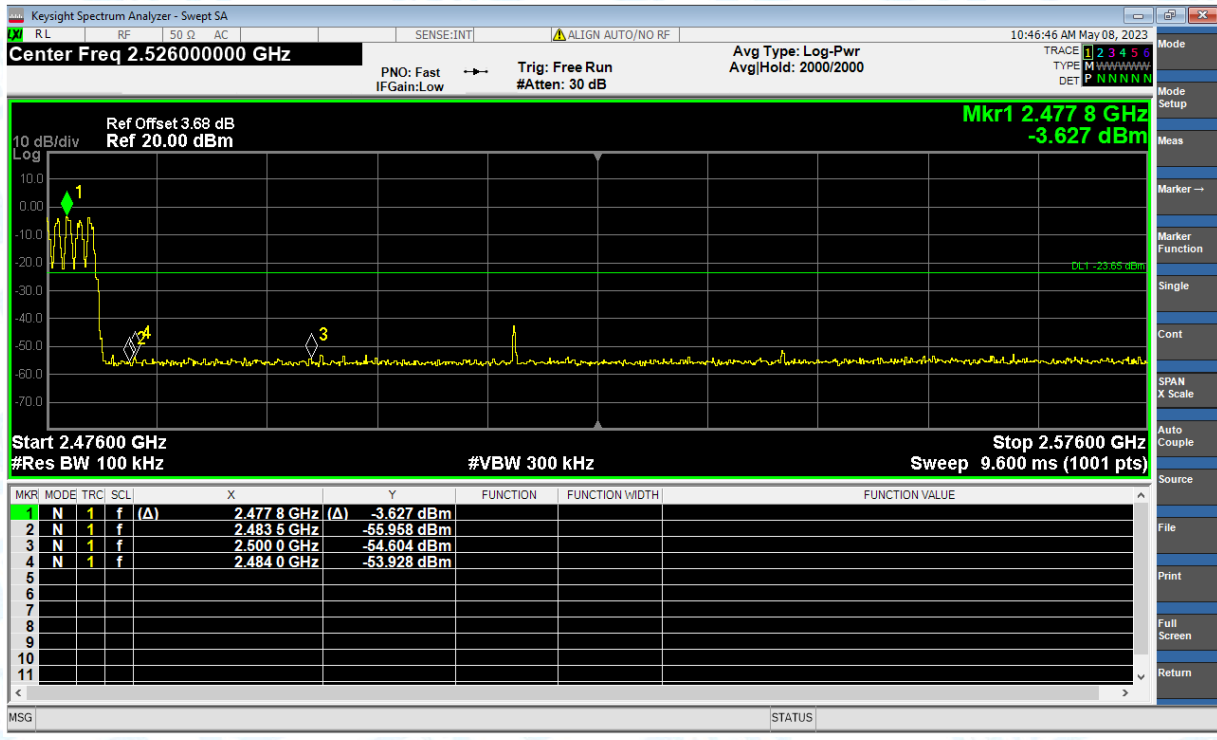 Keysight Spectrum Analyzer - Swept SA
LXI RL RF 50 Ω AC SENSE:INT ALIGN AUTO/NO RF 10:46:46 AM May 08, 2023
Center Freq 2.526000000 GHz
PNO: Fast
IFGain:Low
Trig: Free Run
#Atten: 30 dB
Avg Type: Log-Pwr
Avg|Hold: 2000/2000
TRACE 1 2 3 4 5 6
TYPE M WWWWW
DET P N N N N N
Mkr1 2.477 8 GHz
-3.627 dBm
Ref Offset 3.68 dB
10 dB/div Ref 20.00 dBm
Log
10.0
0.00
-10.0
-20.0
-30.0
-40.0
-50.0
-60.0
-70.0
1
2
4
3
DL1 -23.65 dBm
Start 2.47600 GHz Stop 2.57600 GHz
#Res BW 100 kHz #VBW 300 kHz Sweep 9.600 ms (1001 pts)
MKR MODE TRC SCL X Y FUNCTION FUNCTION WIDTH FUNCTION VALUE
1 N 1 f (Δ) 2.477 8 GHz (Δ) -3.627 dBm
2 N 1 f 2.483 5 GHz -55.958 dBm
3 N 1 f 2.500 0 GHz -54.604 dBm
4 N 1 f 2.484 0 GHz -53.928 dBm
5
6
7
8
9
10
11
MSG STATUS
Mode
Mode
Setup
Meas
Marker →
Marker
Function
Single
Cont
SPAN
X Scale
Auto
Couple
Source
File
Print
Full
Screen
Return